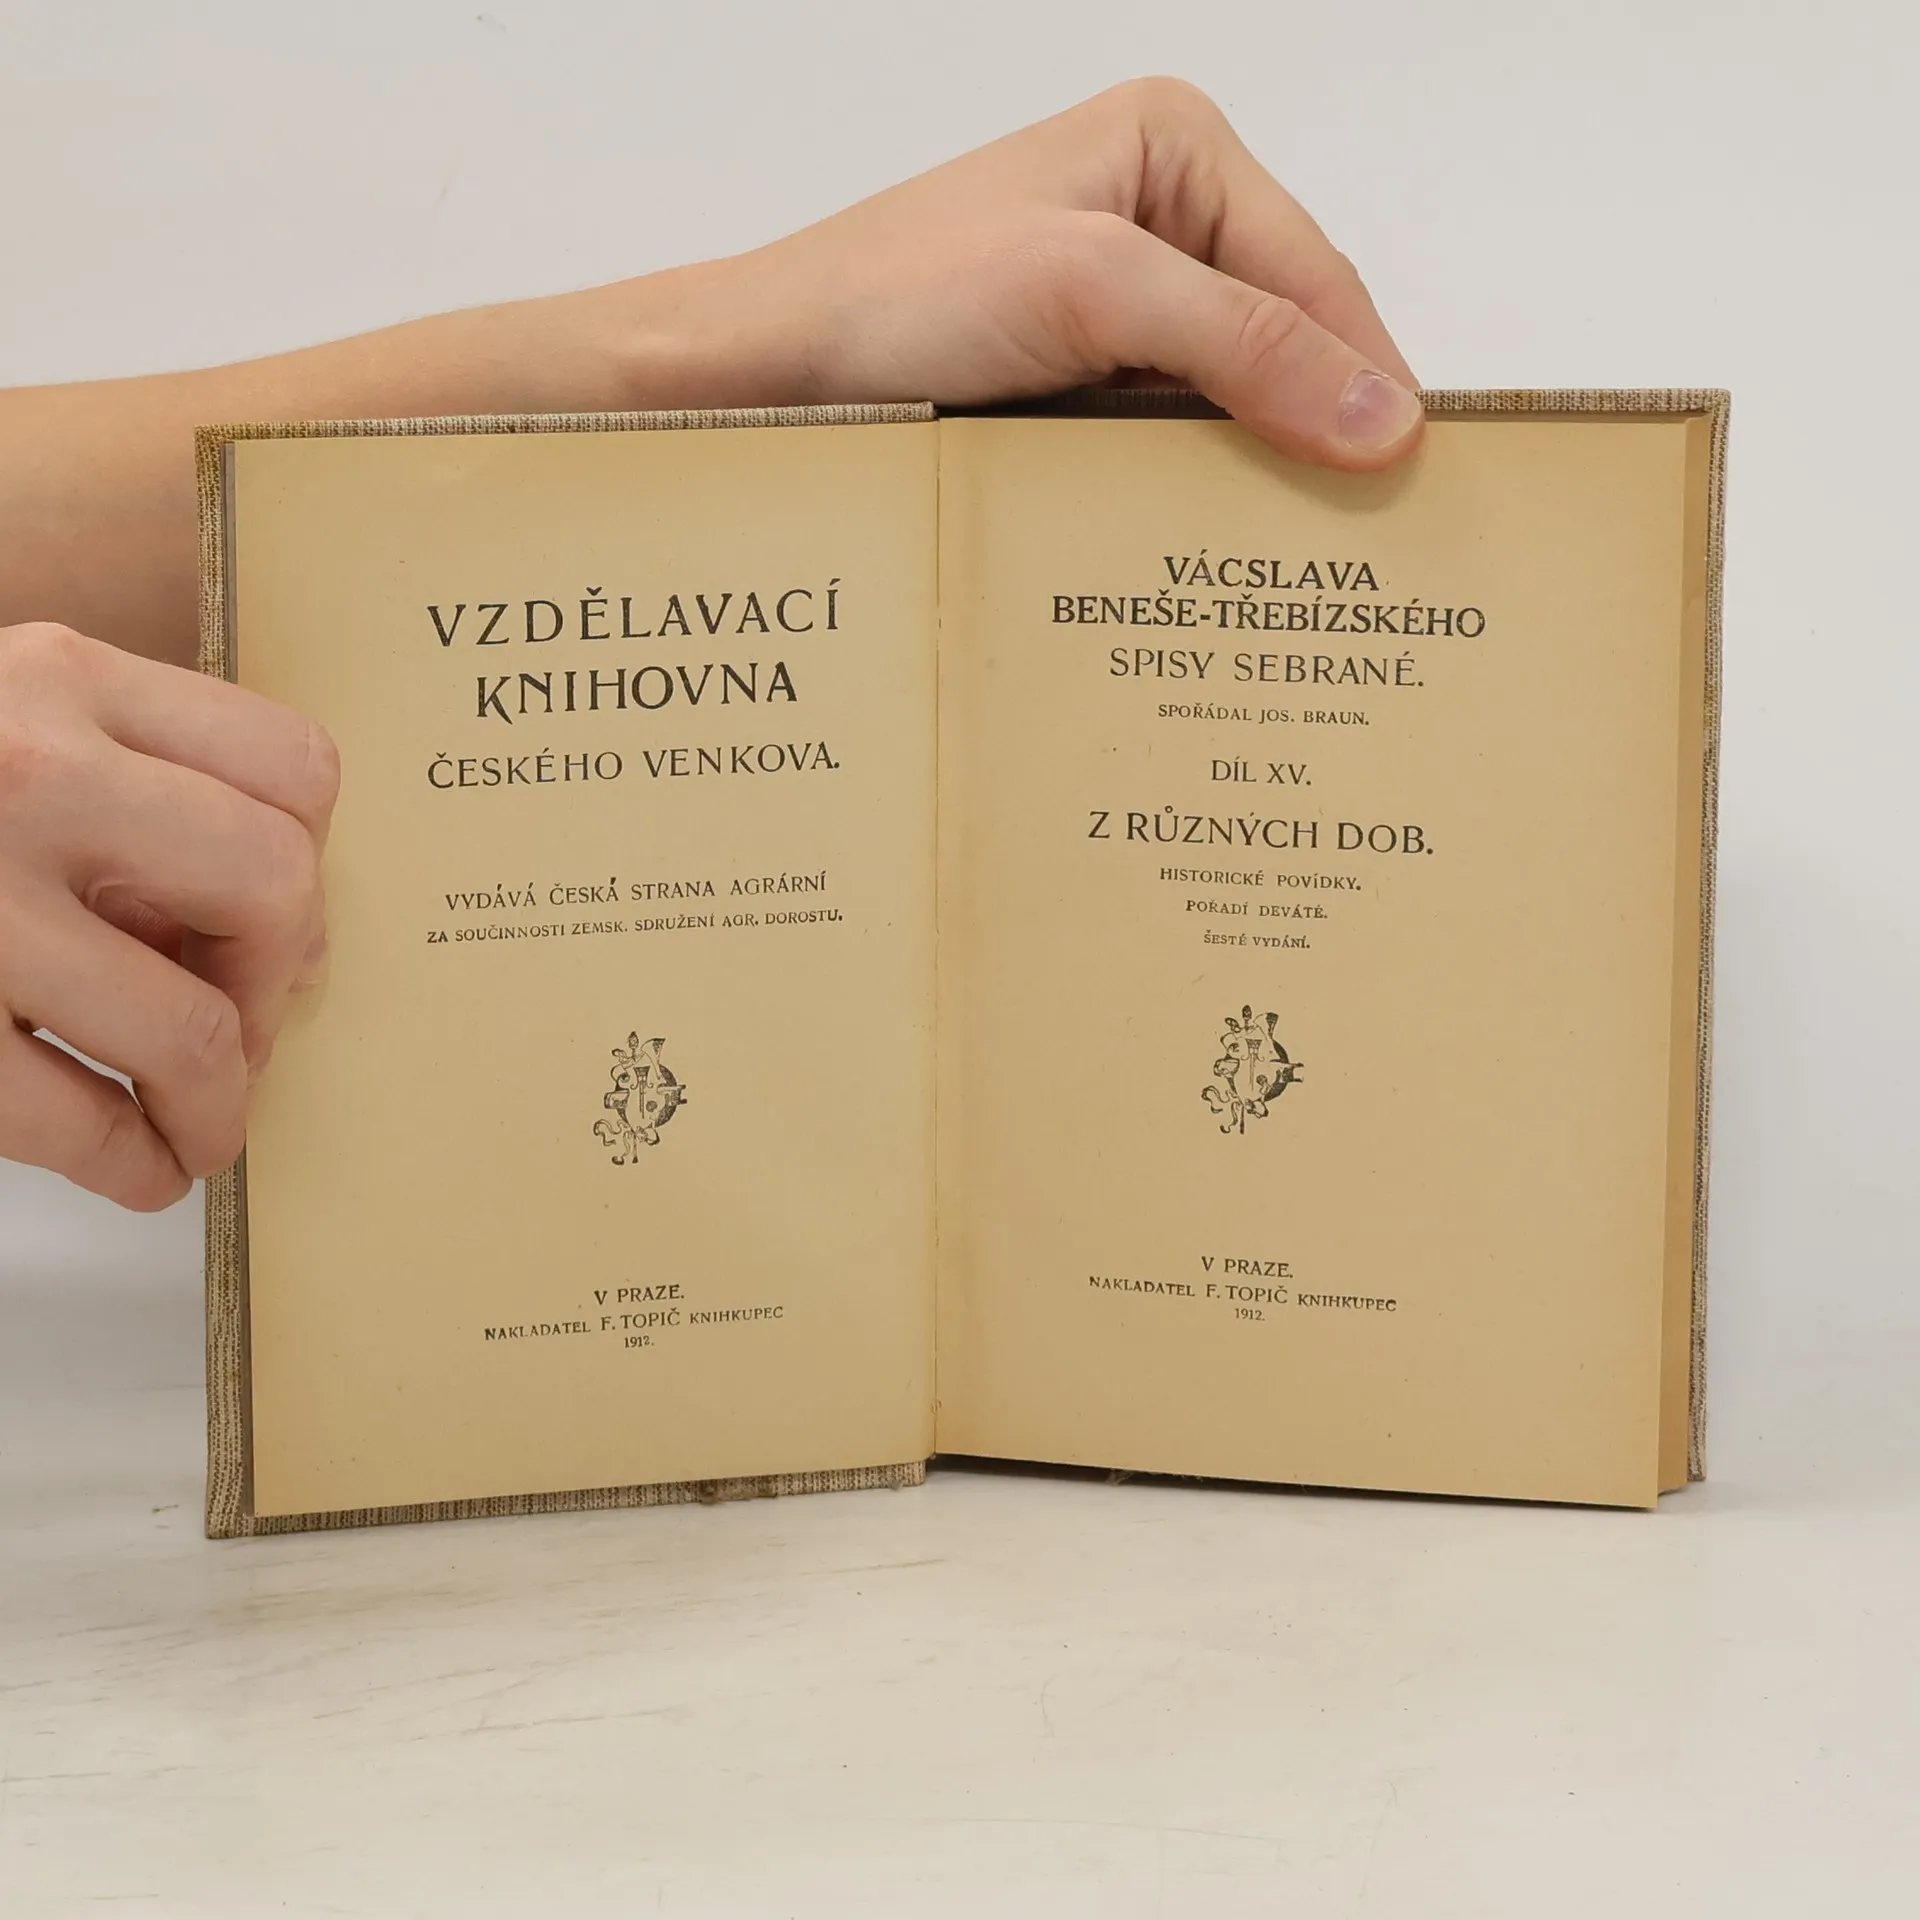 VZDĚLAVACÍ
KNIHOVNA
ČESKÉHO VENKOVA.
VYDÁVÁ ČESKÁ STRANA AGRÁRNÍ
ZA SOUČINNOSTI ZEMSK. SDRUŽENÍ AGR. DOROSTU.
V PRAZE.
NAKLADATEL F. TOPIČ KNIHKUPEC
1912.
VÁCSLAVA
BENEŠE-TŘEBÍZSKÉHO
SPISY SEBRANÉ.
SPOŘÁDAL JOS. BRAUN.
DÍL XV.
Z RŮZNÝCH DOB.
HISTORICKÉ POVÍDKY.
POŘADÍ DEVÁTÉ.
ŠESTÉ VYDÁNÍ.
V PRAZE.
NAKLADATEL F. TOPIČ KNIHKUPEC
1912.